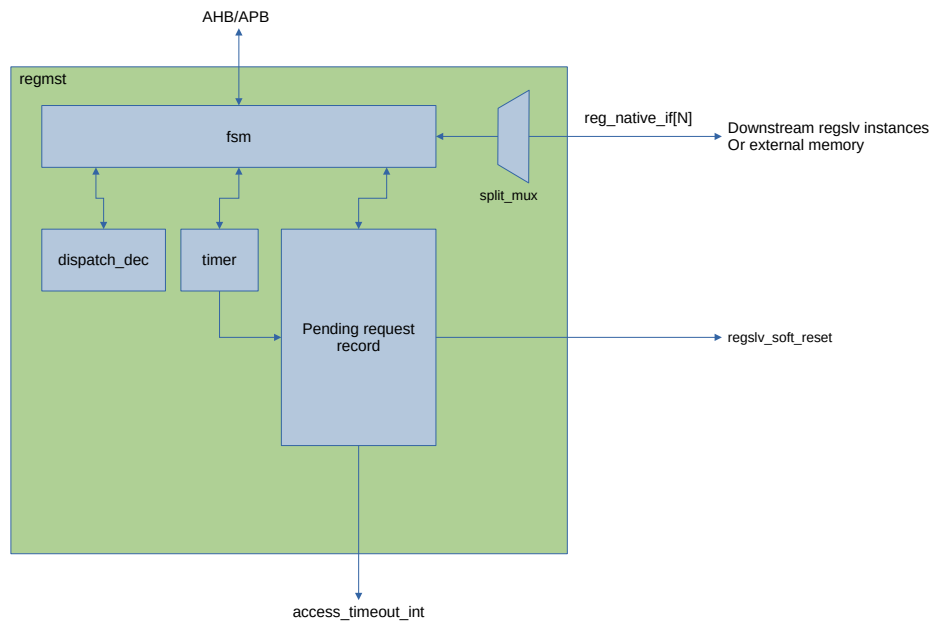 AHB/APB
regmst
fsm
reg_native_if[N]
Downstream regslv instances
Or external memory
split_mux
dispatch_dec
timer
Pending request
record
regslv_soft_reset
access_timeout_int